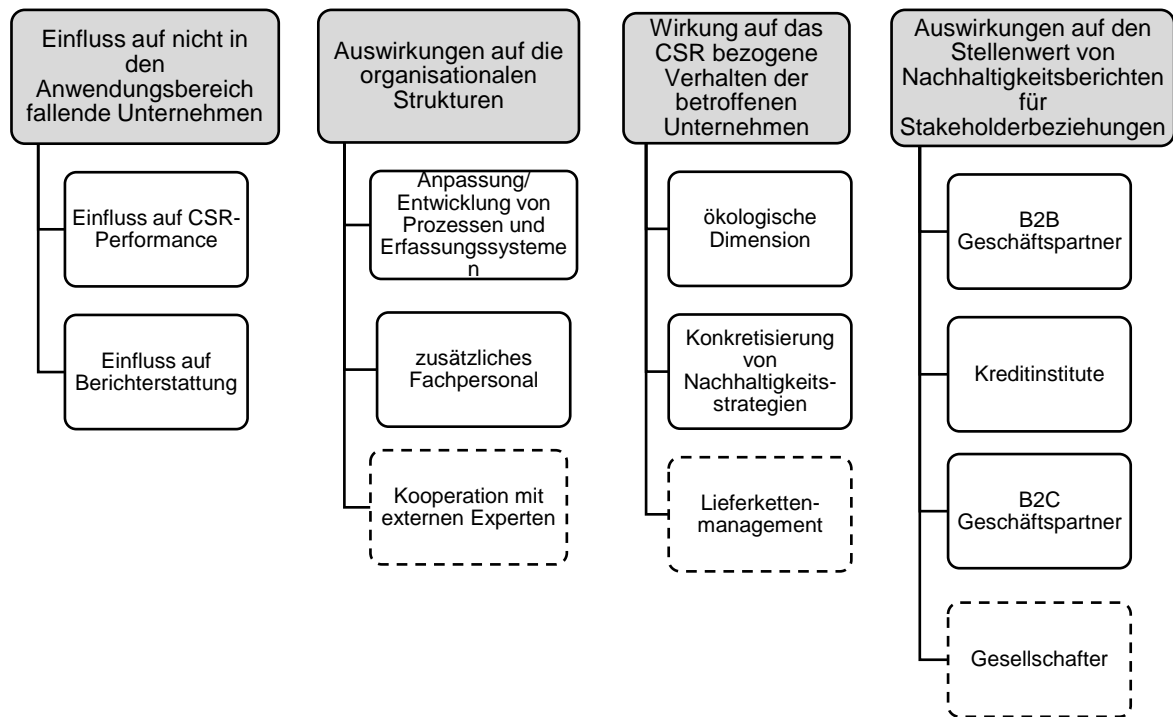 Einfluss auf nicht in
den
Anwendungsbereich
fallende Unternehmen
Einfluss auf CSR-
Performance
Einfluss auf
Berichterstattung
Auswirkungen auf die
organisationalen
Strukturen
Anpassung/
Entwicklung von
Prozessen und
Erfassungssysteme
n
zusätzliches
Fachpersonal
Kooperation mit
externen Experten
Wirkung auf das
CSR bezogene
Verhalten der
betroffenen
Unternehmen
ökologische
Dimension
Konkretisierung
von
Nachhaltigkeits-
strategien
Lieferketten-
management
Auswirkungen auf den
Stellenwert von
Nachhaltigkeitsberichten
für
Stakeholderbeziehungen
B2B
Geschäftspartner
Kreditinstitute
B2C
Geschäftspartner
Gesellschafter